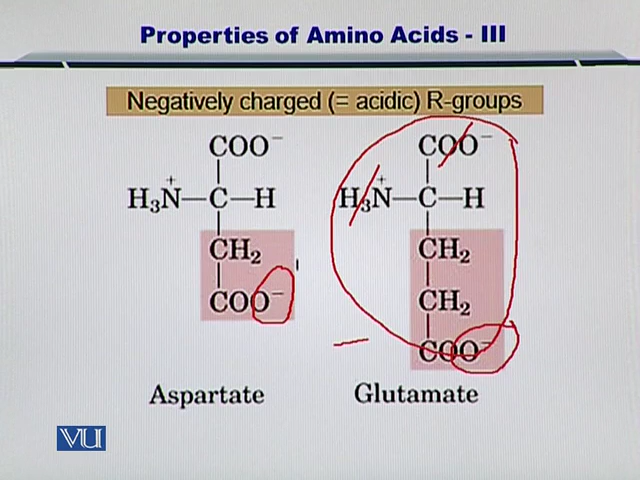 Properties of Amino Acids - III
Negatively charged (= acidic) R-groups
COO⁻ COO⁻
H₃N⁺—C—H H₃N⁺—C—H
CH₂ CH₂
COO⁻ CH₂
COO⁻
Aspartate Glutamate
VU